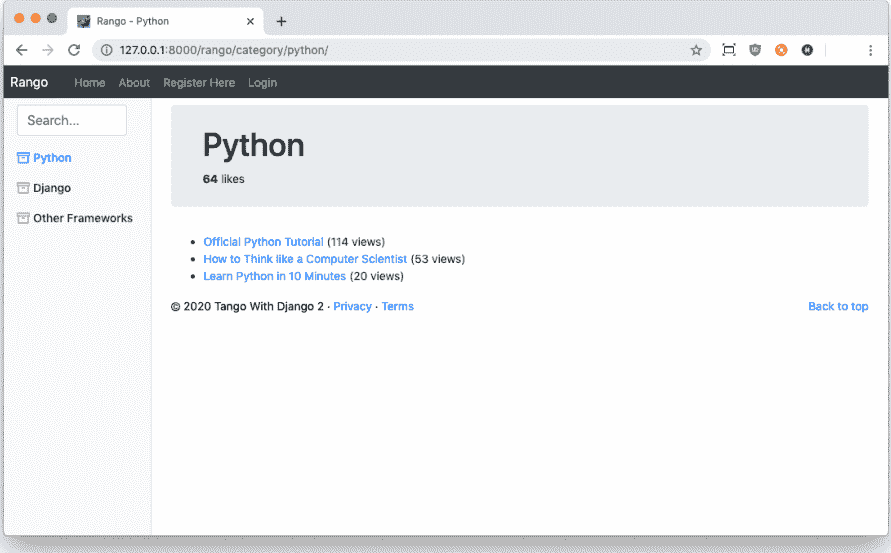 Rango - Python
127.0.0.1:8000/rango/category/python/
Rango Home About Register Here Login
Search...
Python
Django
Other Frameworks
Python
64 likes
Official Python Tutorial (114 views)
How to Think like a Computer Scientist (53 views)
Learn Python in 10 Minutes (20 views)
© 2020 Tango With Django 2 · Privacy · Terms
Back to top